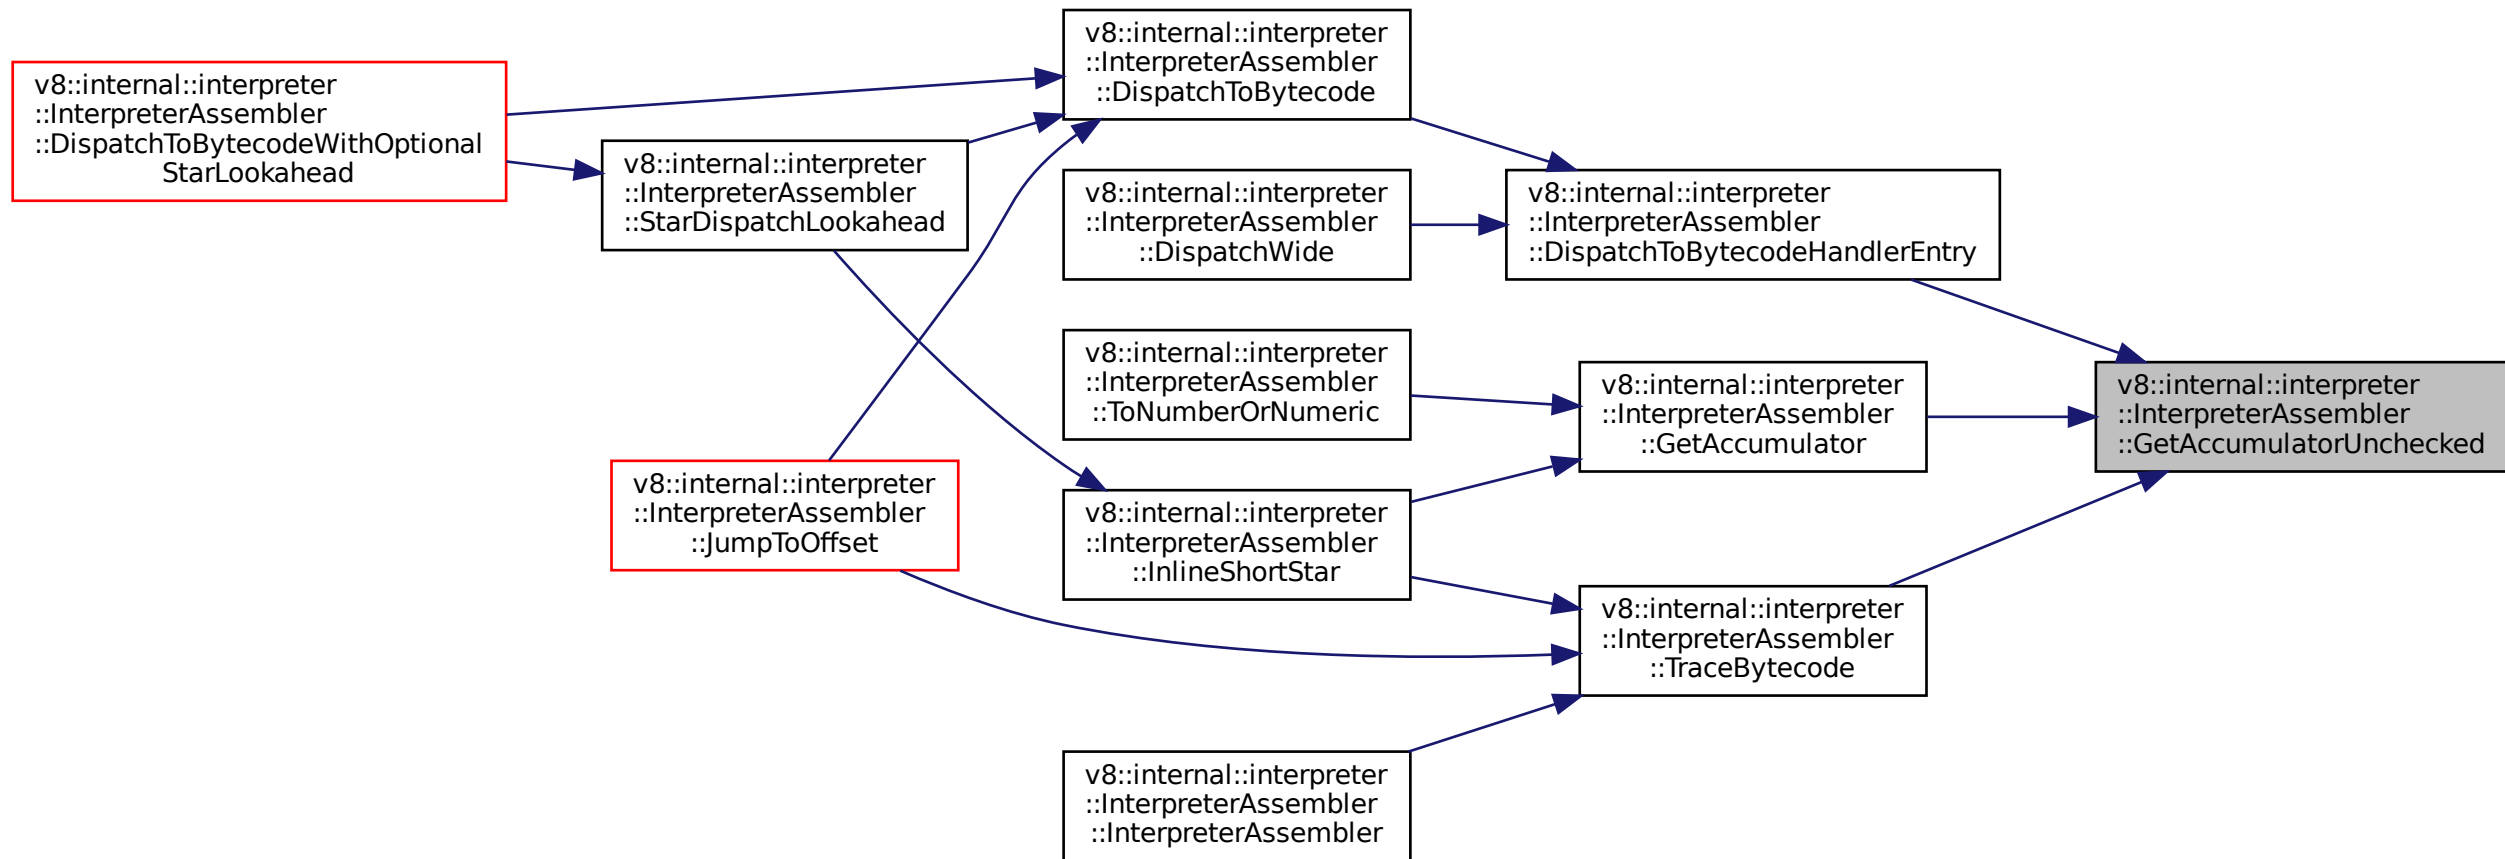 v8::internal::interpreter
::InterpreterAssembler
::DispatchToBytecodeWithOptional
StarLookahead
v8::internal::interpreter
::InterpreterAssembler
::StarDispatchLookahead
v8::internal::interpreter
::InterpreterAssembler
::JumpToOffset
v8::internal::interpreter
::InterpreterAssembler
::DispatchToBytecode
v8::internal::interpreter
::InterpreterAssembler
::DispatchWide
v8::internal::interpreter
::InterpreterAssembler
::ToNumberOrNumeric
v8::internal::interpreter
::InterpreterAssembler
::InlineShortStar
v8::internal::interpreter
::InterpreterAssembler
::InterpreterAssembler
v8::internal::interpreter
::InterpreterAssembler
::DispatchToBytecodeHandlerEntry
v8::internal::interpreter
::InterpreterAssembler
::GetAccumulator
v8::internal::interpreter
::InterpreterAssembler
::TraceBytecode
v8::internal::interpreter
::InterpreterAssembler
::GetAccumulatorUnchecked